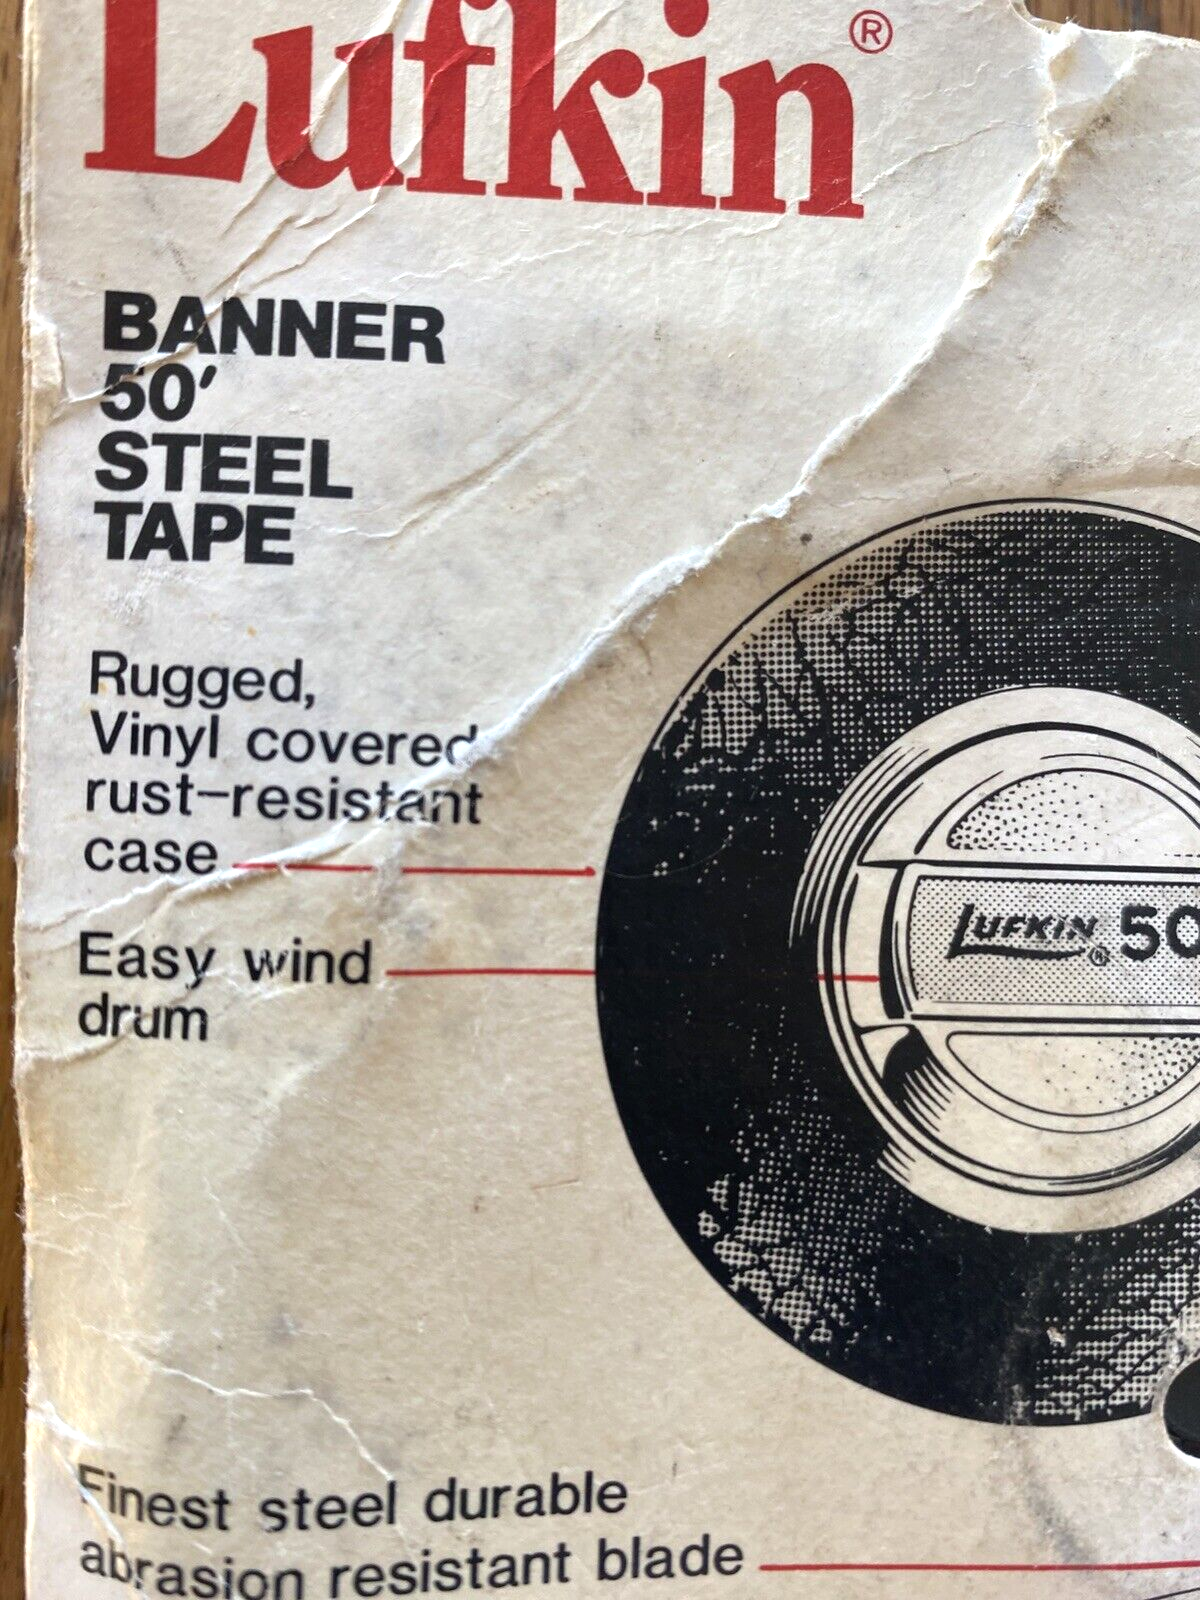 Lufkin®
BANNER
50'
STEEL
TAPE
Rugged,
Vinyl covered
rust-resistant
case
Easy wind
drum
LUFKIN® 50
Finest steel durable
abrasion resistant blade